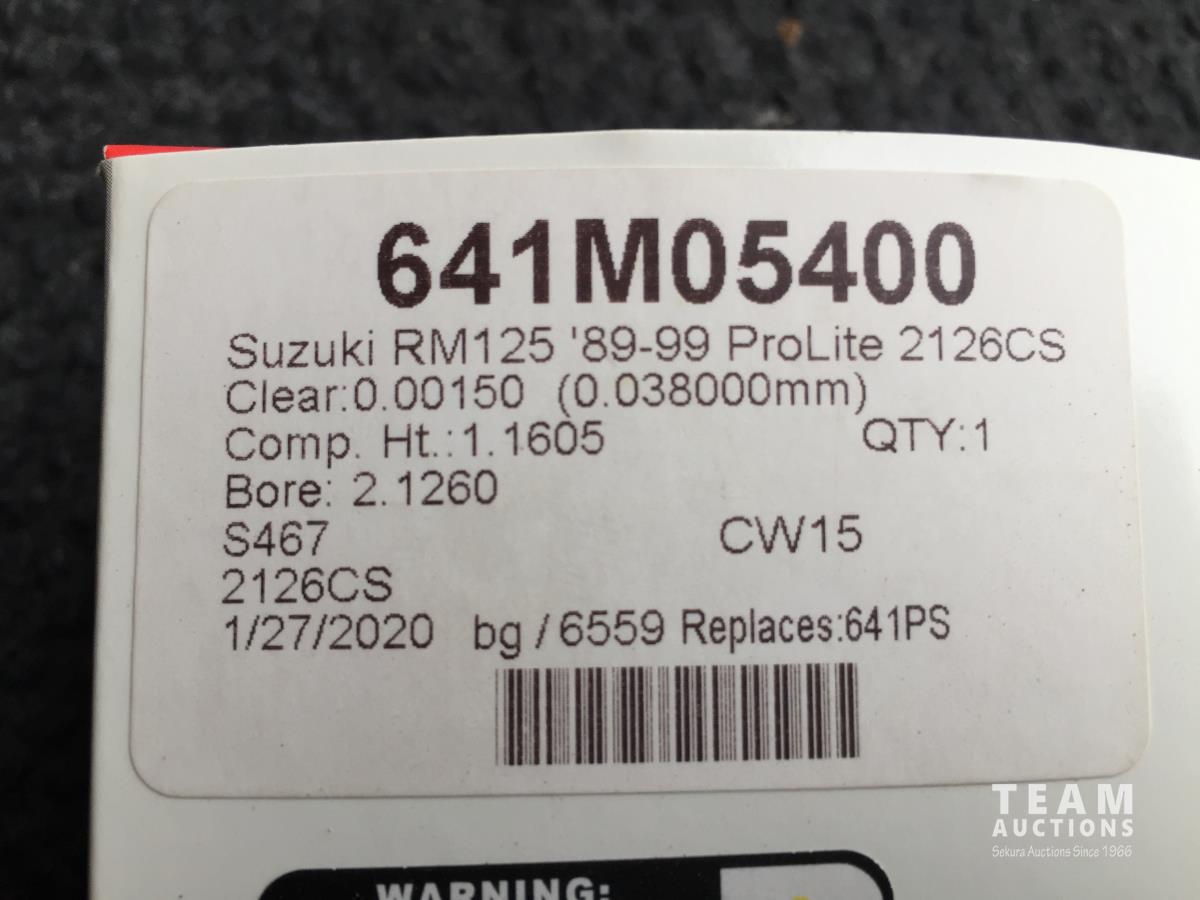 641M05400
Suzuki RM125 '89-99 ProLite 2126CS
Clear:0.00150 (0.038000mm)
Comp. Ht.:1.1605 QTY:1
Bore: 2.1260
S467 CW15
2126CS
1/27/2020 bg / 6559 Replaces:641PS
TEAM
AUCTIONS
Sekura Auctions Since 1966
WARNING: